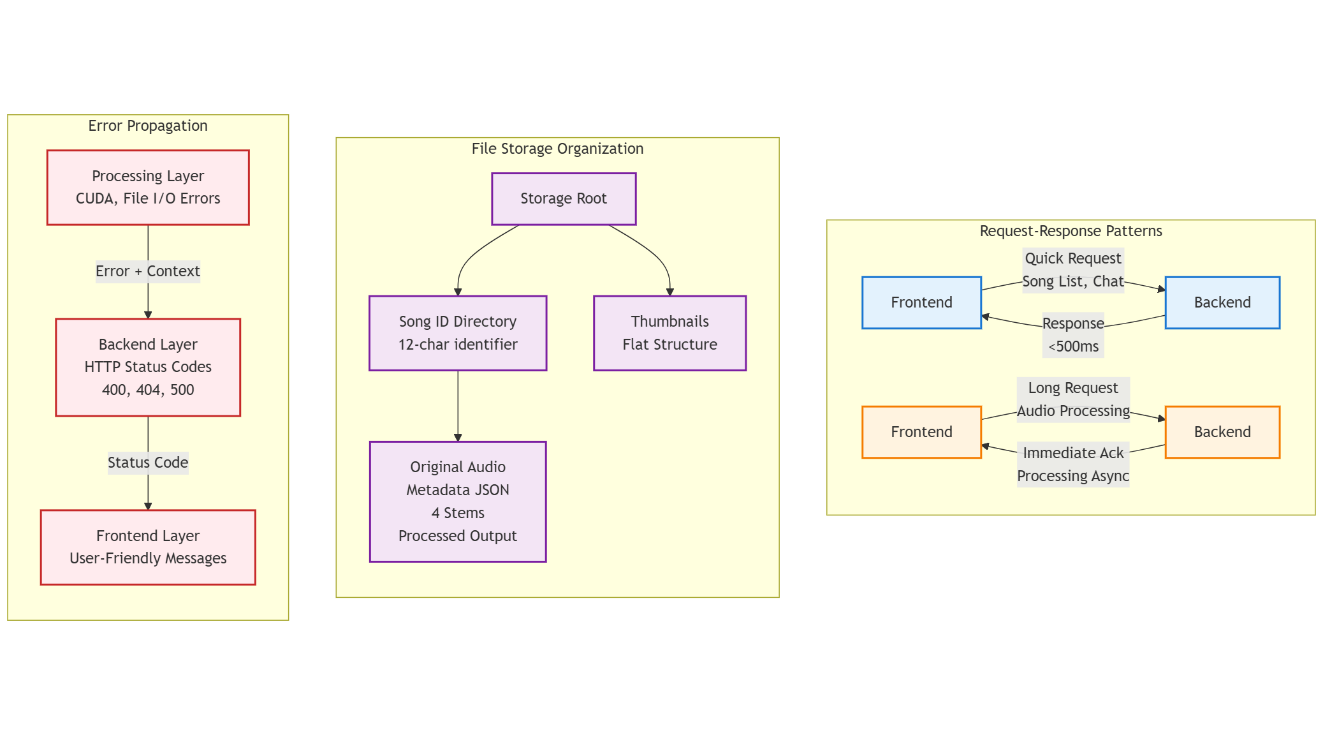 Error Propagation
Processing Layer
CUDA, File I/O Errors
Error + Context
Backend Layer
HTTP Status Codes
400, 404, 500
Status Code
Frontend Layer
User-Friendly Messages
File Storage Organization
Storage Root
Song ID Directory
12-char identifier
Thumbnails
Flat Structure
Original Audio
Metadata JSON
4 Stems
Processed Output
Request-Response Patterns
Quick Request
Song List, Chat
Frontend
Backend
Response
<500ms
Long Request
Audio Processing
Frontend
Backend
Immediate Ack
Processing Async